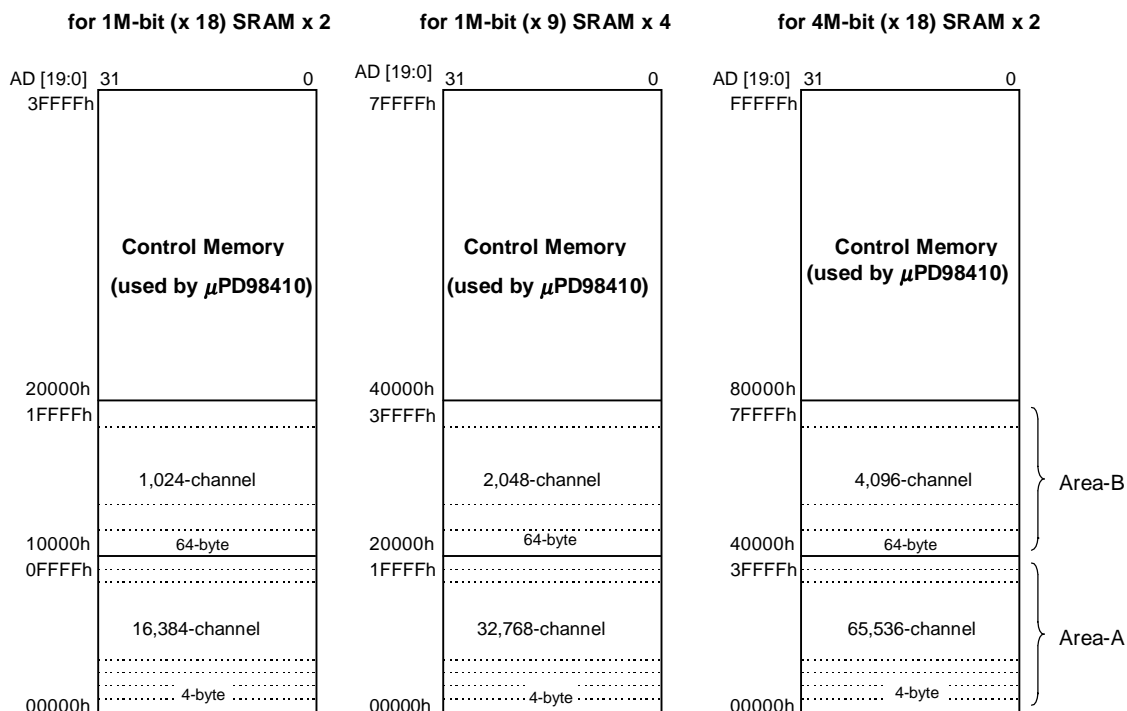 for 1M-bit (x 18) SRAM x 2
for 1M-bit (x 9) SRAM x 4
for 4M-bit (x 18) SRAM x 2
AD [19:0] 31 0
3FFFFh
Control Memory
(used by µPD98410)
20000h
1FFFFh
1,024-channel
10000h
64-byte
0FFFFh
16,384-channel
4-byte
00000h
AD [19:0] 31 0
7FFFFh
Control Memory
(used by µPD98410)
40000h
3FFFFh
2,048-channel
20000h
64-byte
1FFFFh
32,768-channel
4-byte
00000h
AD [19:0] 31 0
FFFFFh
Control Memory
(used by µPD98410)
80000h
7FFFFh
4,096-channel
40000h
64-byte
3FFFFh
65,536-channel
4-byte
00000h
Area-B
Area-A